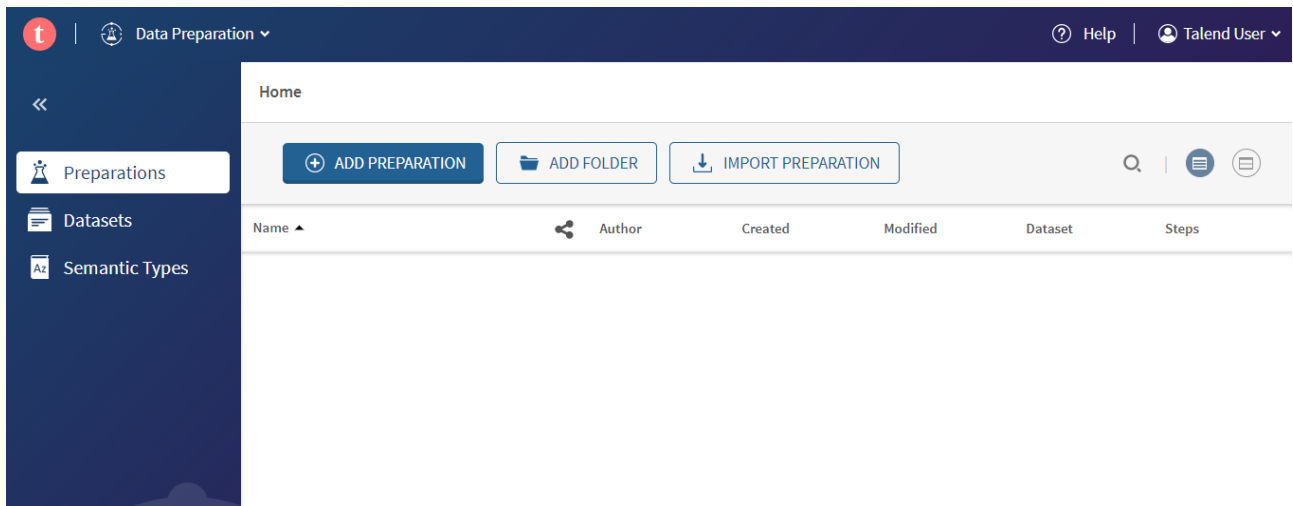 t Data Preparation Help Talend User
Home
ADD PREPARATION ADD FOLDER IMPORT PREPARATION
Preparations
Datasets
Az Semantic Types
Name Author Created Modified Dataset Steps